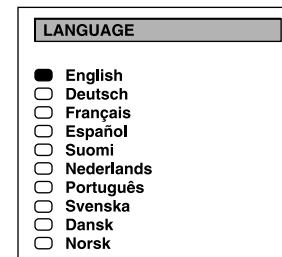 LANGUAGE
English
Deutsch
Français
Español
Suomi
Nederlands
Português
Svenska
Dansk
Norsk